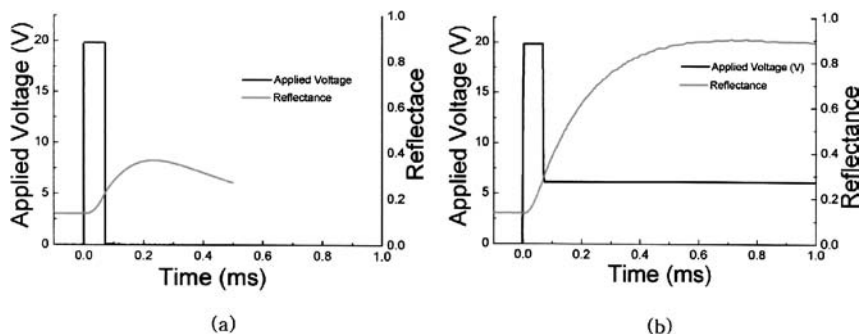 Applied Voltage (V)
20
15
10
5
0
Applied Voltage
Reflectance
1.0
0.8
0.6
0.4
0.2
0.0
Reflectace
0.0 0.2 0.4 0.6 0.8 1.0
Time (ms)
(a)
Applied Voltage (V)
20
15
10
5
0
Applied Voltage (V)
Reflectance
1.0
0.8
0.6
0.4
0.2
0.0
Reflectance
0.0 0.2 0.4 0.6 0.8 1.0
Time (ms)
(b)